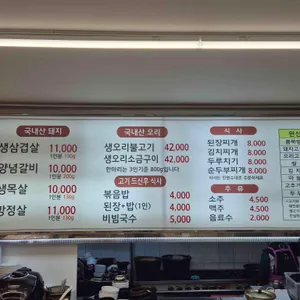 국내산 돼지
생삼겹살 11,000
1인분 130g
양념갈비 10,000
1인분 200g
생목살 10,000
1인분 130g
항정살 11,000
1인분 130g
국내산 오리
생오리불고기 42,000
생오리소금구이 42,000
한마리는 3인기준 800g입니다
고기드신후 식사
볶음밥 4,000
된장+밥(1인) 4,000
비빔국수 5,000
식 사
된장찌개 8,000
김치찌개 8,000
두루치기 8,000
순두부찌개 8,000
주 류
소주 4,500
맥주 4,500
음료수 2,000